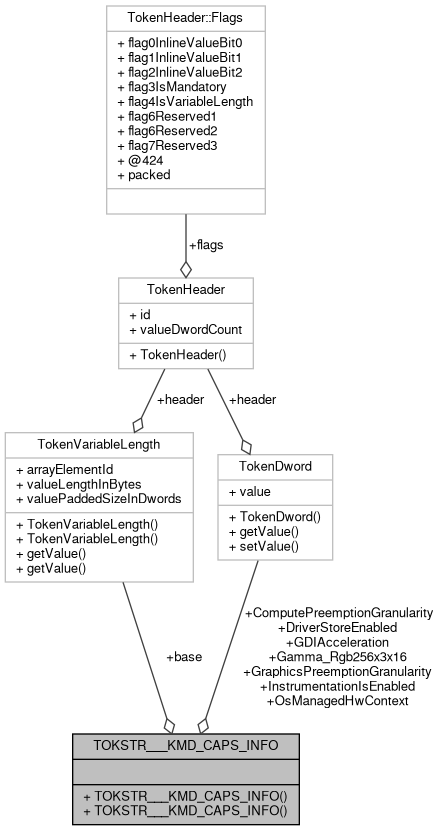 TokenHeader::Flags
+ flag0InlineValueBit0
+ flag1InlineValueBit1
+ flag2InlineValueBit2
+ flag3IsMandatory
+ flag4IsVariableLength
+ flag6Reserved1
+ flag6Reserved2
+ flag7Reserved3
+ @424
+ packed
+flags
TokenHeader
+ id
+ valueDwordCount
+ TokenHeader()
+header
+header
TokenVariableLength
+ arrayElementId
+ valueLengthInBytes
+ valuePaddedSizeInDwords
+ TokenVariableLength()
+ TokenVariableLength()
+ getValue()
+ getValue()
TokenDword
+ value
+ TokenDword()
+ getValue()
+ setValue()
+base
+ComputePreemptionGranularity
+DriverStoreEnabled
+GDIAcceleration
+Gamma_Rgb256x3x16
+GraphicsPreemptionGranularity
+InstrumentationIsEnabled
+OsManagedHwContext
TOKSTR___KMD_CAPS_INFO
+ TOKSTR___KMD_CAPS_INFO()
+ TOKSTR___KMD_CAPS_INFO()